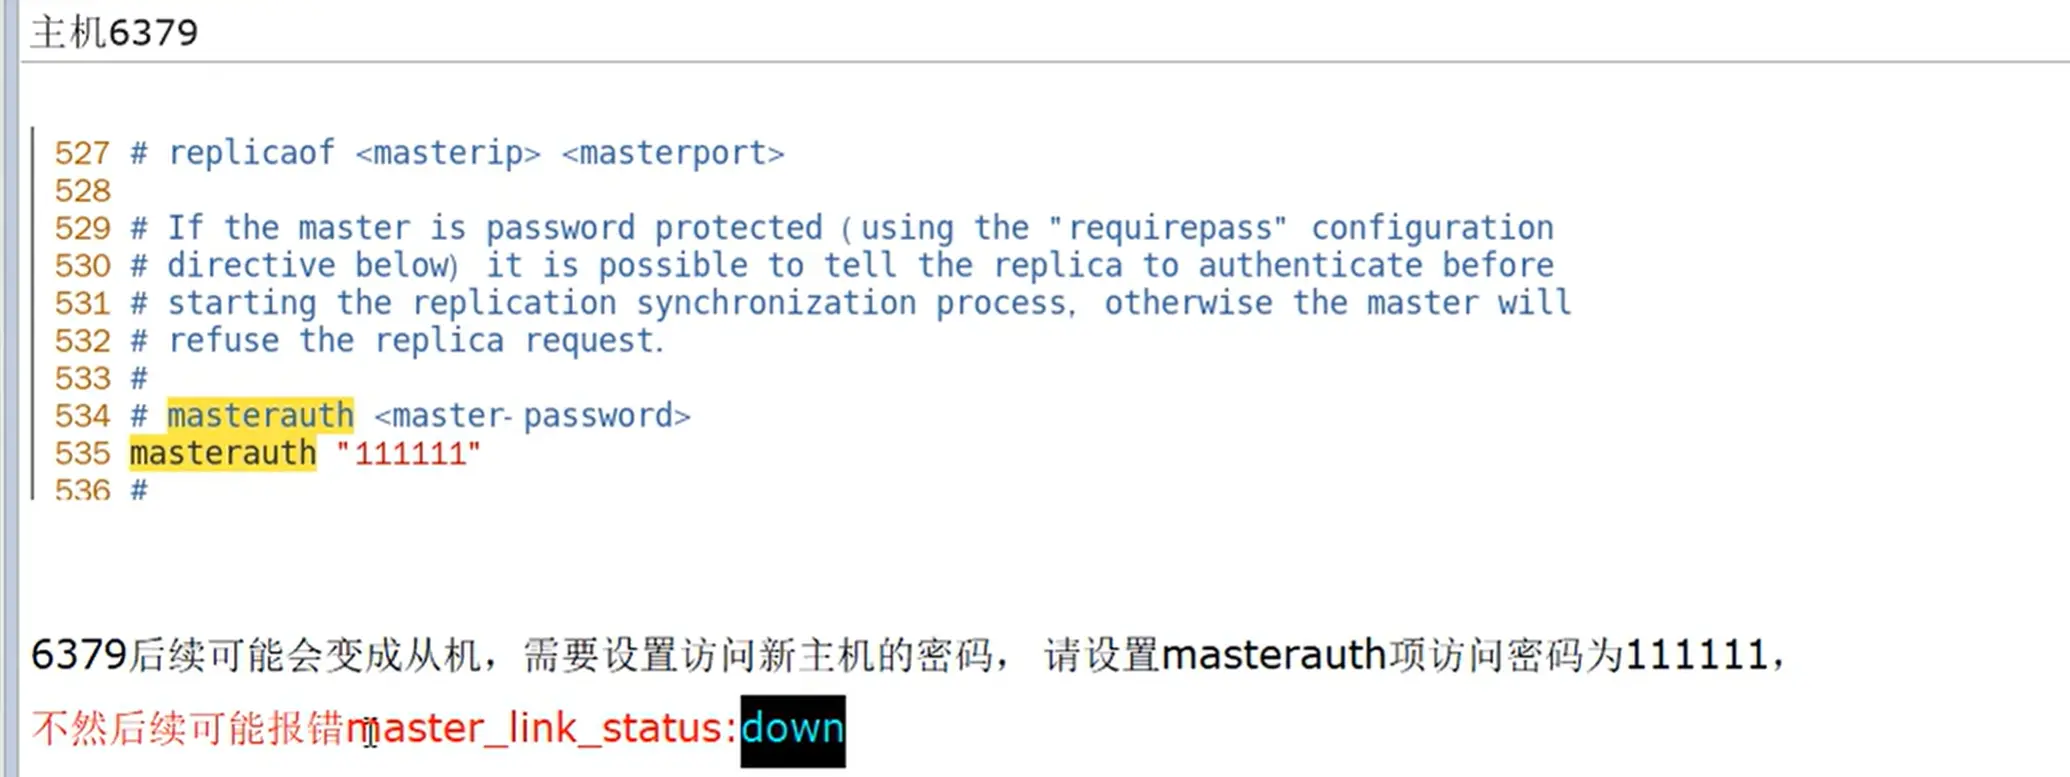 主机6379
527 # replicaof <masterip> <masterport>
528
529 # If the master is password protected (using the "requirepass" configuration
530 # directive below) it is possible to tell the replica to authenticate before
531 # starting the replication synchronization process, otherwise the master will
532 # refuse the replica request.
533 #
534 # masterauth <master-password>
535 masterauth "111111"
536 #
6379后续可能会变成从机，需要设置访问新主机的密码， 请设置masterauth项访问密码为111111，
不然后续可能报错master_link_status:down